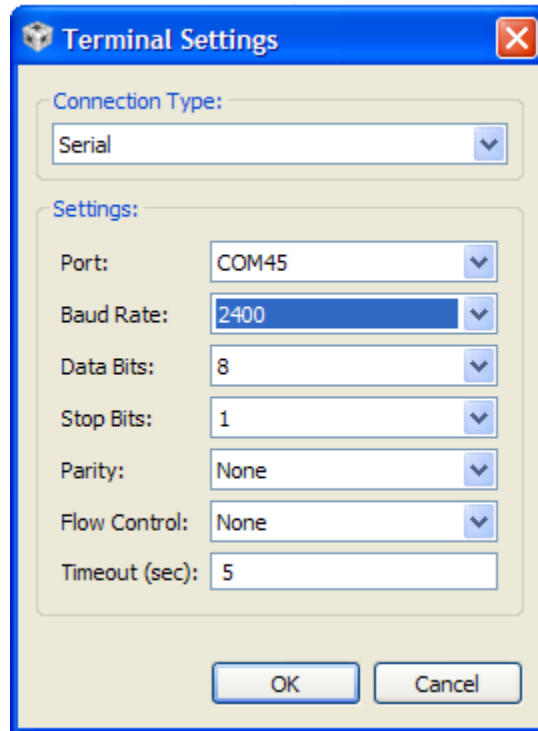 Terminal Settings
Connection Type:
Serial
Settings:
Port: COM45
Baud Rate: 2400
Data Bits: 8
Stop Bits: 1
Parity: None
Flow Control: None
Timeout (sec): 5
OK Cancel